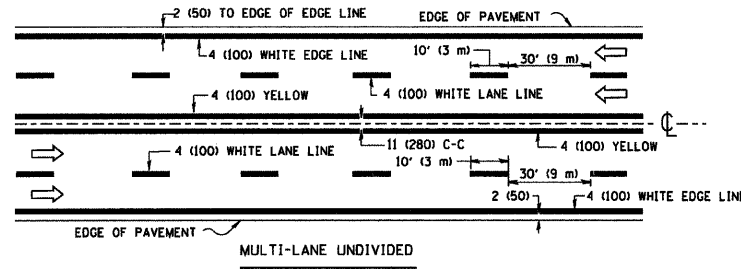 2 (50) TO EDGE OF EDGE LINE
EDGE OF PAVEMENT
4 (100) WHITE EDGE LINE
10' (3 m)
30' (9 m)
4 (100) YELLOW
4 (100) WHITE LANE LINE
℄
4 (100) WHITE LANE LINE
11 (280) C-C
4 (100) YELLOW
10' (3 m)
30' (9 m)
2 (50)
4 (100) WHITE EDGE LINE
EDGE OF PAVEMENT
MULTI-LANE UNDIVIDED